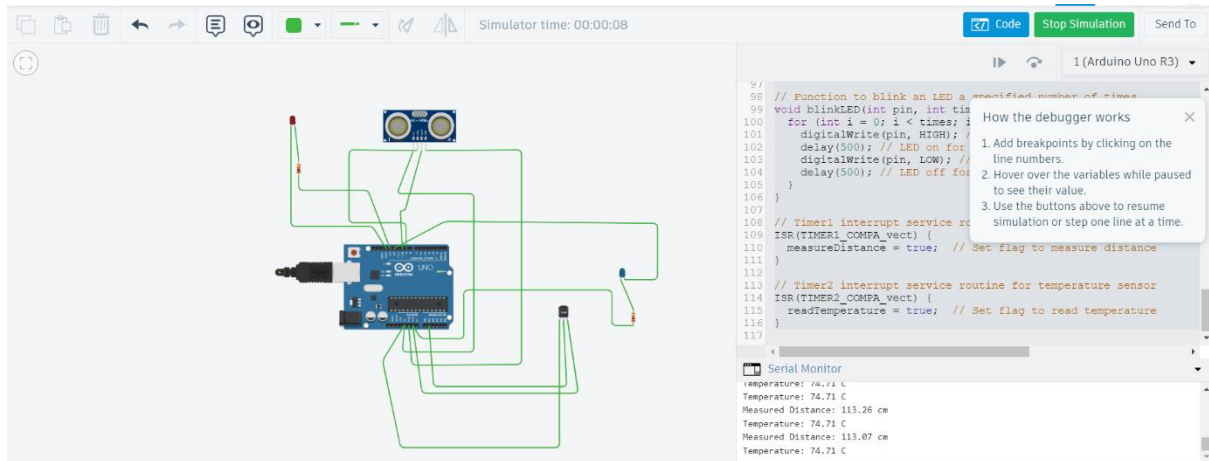 Simulator time: 00:00:08
Code
Stop Simulation
Send To
1 (Arduino Uno R3)
UNO
97
98 // Function to blink an LED a specified number of times
99 void blinkLED(int pin, int tim
100 for (int i = 0; i < times; i
101 digitalWrite(pin, HIGH); /
102 delay(500); // LED on for
103 digitalWrite(pin, LOW); //
104 delay(500); // LED off for
105 }
106 }
107
108 // Timer1 interrupt service ro
109 ISR(TIMER1_COMPA_vect) {
110 measureDistance = true; // Set flag to measure distance
111 }
112
113 // Timer2 interrupt service routine for temperature sensor
114 ISR(TIMER2_COMPA_vect) {
115 readTemperature = true; // Set flag to read temperature
116 }
117
How the debugger works
1. Add breakpoints by clicking on the
line numbers.
2. Hover over the variables while paused
to see their value.
3. Use the buttons above to resume
simulation or step one line at a time.
Serial Monitor
Temperature: 74.71 C
Temperature: 74.71 C
Measured Distance: 113.26 cm
Temperature: 74.71 C
Measured Distance: 113.07 cm
Temperature: 74.71 C